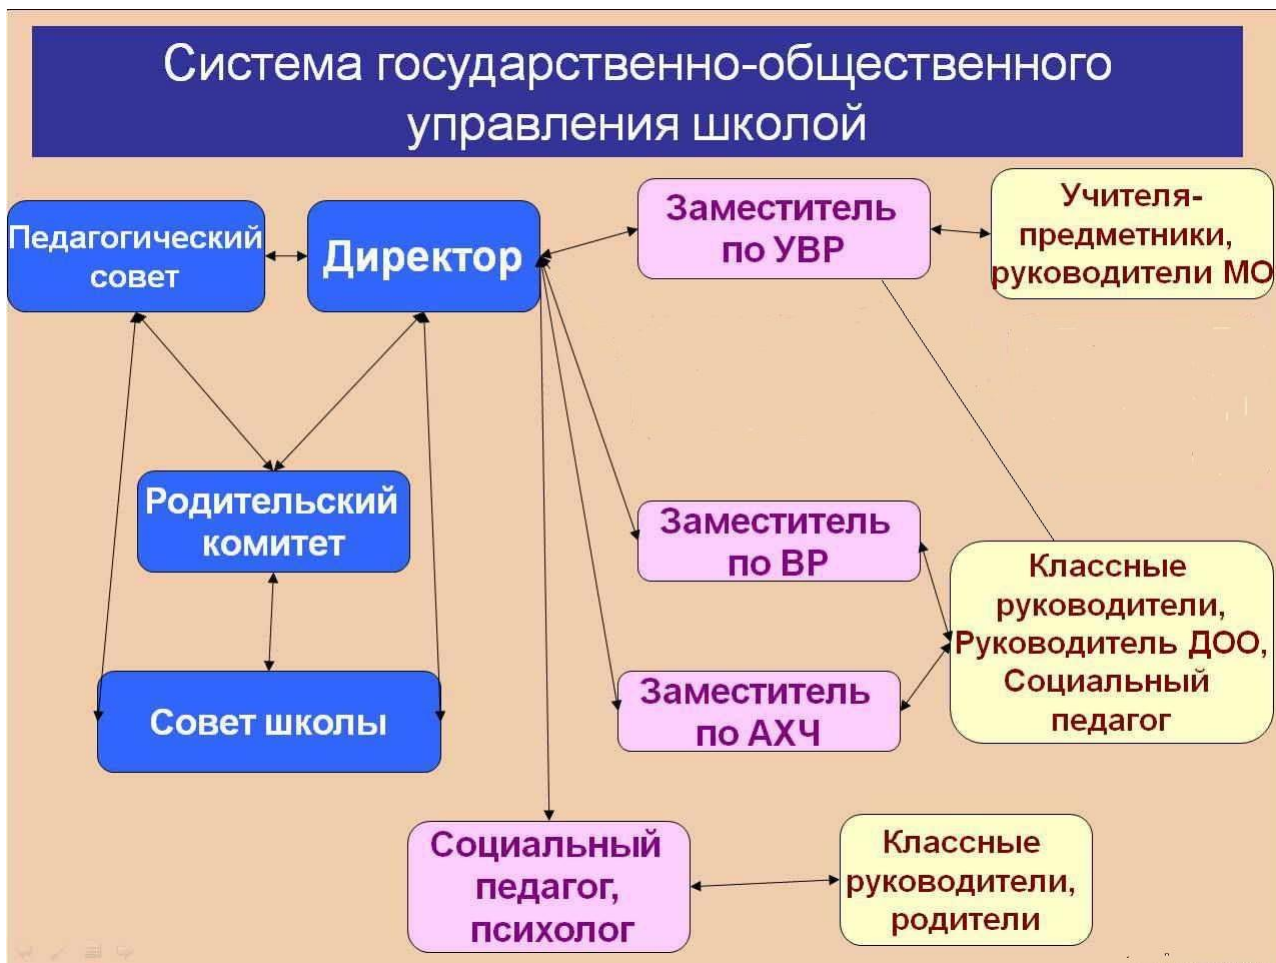 Система государственно-общественного
управления школой
Педагогический
совет
Директор
Заместитель
по УВР
Учителя-
предметники,
руководители МО
Родительский
комитет
Заместитель
по ВР
Классные
руководители,
Руководитель ДОО,
Социальный
педагог
Совет школы
Заместитель
по АХЧ
Социальный
педагог,
психолог
Классные
руководители,
родители